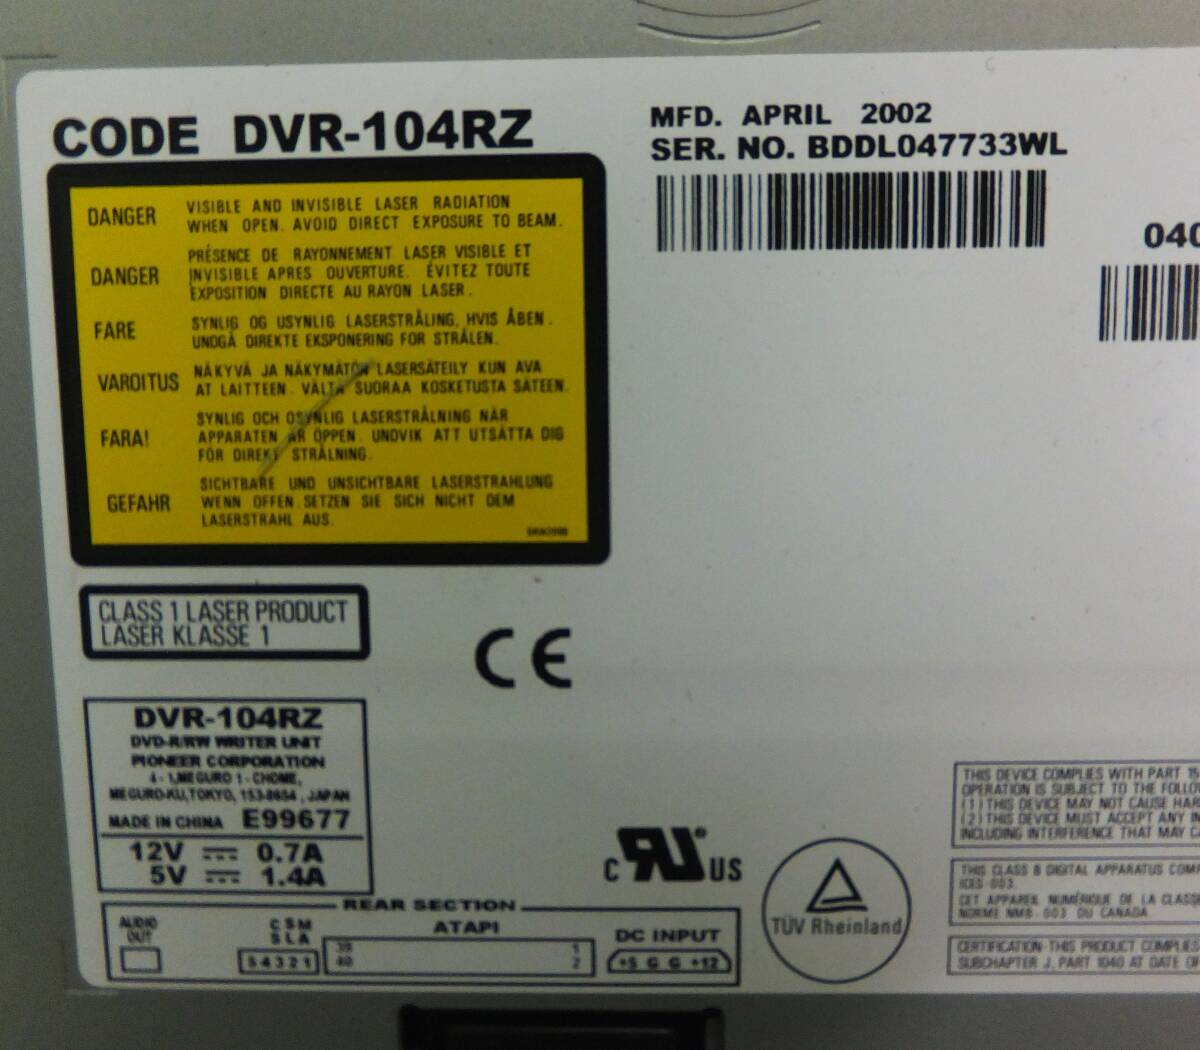 CODE DVR-104RZ
MFD. APRIL 2002
SER. NO. BDDL047733WL
040
DANGER
VISIBLE AND INVISIBLE LASER RADIATION
WHEN OPEN. AVOID DIRECT EXPOSURE TO BEAM.
DANGER
PRÉSENCE DE RAYONNEMENT LASER VISIBLE ET
INVISIBLE APRES OUVERTURE. ÉVITEZ TOUTE
EXPOSITION DIRECTE AU RAYON LASER.
FARE
SYNLIG OG USYNLIG LASERSTRÅLING, HVIS ÅBEN.
UNDGÅ DIREKTE EKSPONERING FOR STRÅLEN.
VAROITUS
NÄKYVÄ JA NÄKYMÄTÖN LASERSÄTEILY KUN AVA
AT LAITTEEN. VÄLTÄ SUORAA KOSKETUSTA SÄTEEN.
FARA!
SYNLIG OCH OSYNLIG LASERSTRÅLNING NÄR
APPARATEN ÄR ÖPPEN. UNDVIK ATT UTSÄTTA DIG
FÖR DIREKT STRÅLNING.
GEFAHR
SICHTBARE UND UNSICHTBARE LASERSTRAHLUNG
WENN OFFEN. SETZEN SIE SICH NICHT DEM
LASERSTRAHL AUS.
CLASS 1 LASER PRODUCT
LASER KLASSE 1
CE
DVR-104RZ
DVD-R/RW WRITER UNIT
PIONEER CORPORATION
4-1, MEGURO 1-CHOME,
MEGURO-KU, TOKYO, 153-8654, JAPAN
MADE IN CHINA E99677
12V 0.7A
5V 1.4A
REAR SECTION
AUDIO
OUT
C S M
S L A
5 4 3 2 1
ATAPI
39 1
40 2
DC INPUT
+5 G G +12
C RU ® US
TÜV Rheinland
THIS DEVICE COMPLIES WITH PART 15
OPERATION IS SUBJECT TO THE FOLLO
(1) THIS DEVICE MAY NOT CAUSE HAR
(2) THIS DEVICE MUST ACCEPT ANY IN
INCLUDING INTERFERENCE THAT MAY C
THIS CLASS B DIGITAL APPARATUS COM
ICES-003.
CET APPAREIL NUMÉRIQUE DE LA CLASS
NORME NMB-003 DU CANADA
CERTIFICATION-THIS PRODUCT COMPLIES
SUBCHAPTER J, PART 1040 AT DATE OF